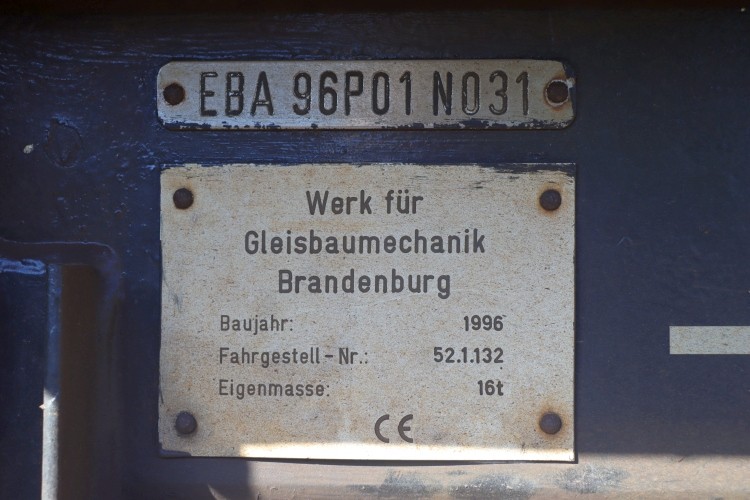 EBA 96P01 N031
Werk für
Gleisbaumechanik
Brandenburg
Baujahr: 1996
Fahrgestell-Nr.: 52.1.132
Eigenmasse: 16t
CE